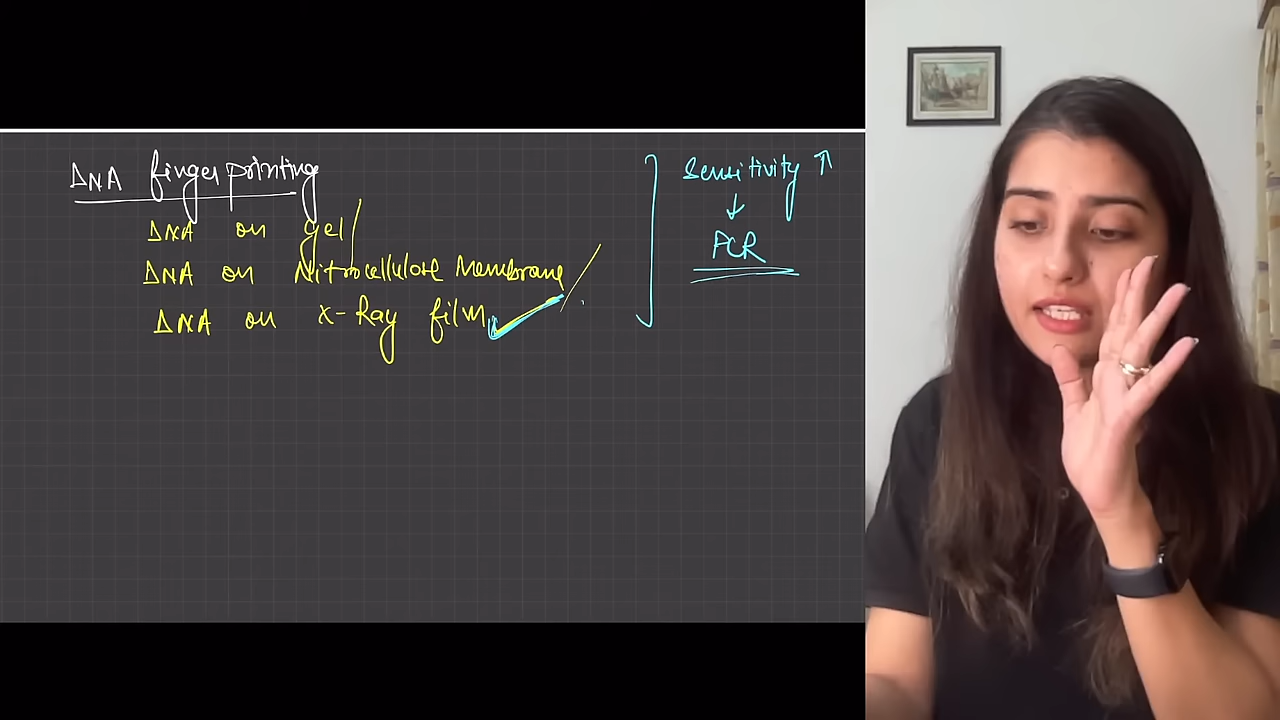 DNA fingerprinting
DNA on gel
DNA on Nitrocellulose Membrane
DNA on X-Ray film
Sensitivity ↑
↓
PCR